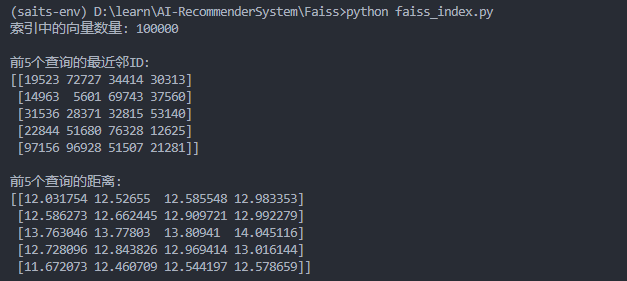 (saits-env) D:\learn\AI-RecommenderSystem\Faiss>python faiss_index.py
索引中的向量数量: 100000
前5个查询的最近邻ID:
[[19523 72727 34414 30313]
 [14963  5601 69743 37560]
 [31536 28371 32815 53140]
 [22844 51680 76328 12625]
 [97156 96928 51507 21281]]
前5个查询的距离:
[[12.031754 12.52655  12.585548 12.983353]
 [12.586273 12.662445 12.909721 12.992279]
 [13.763046 13.77803  13.80941  14.045116]
 [12.728096 12.843826 12.969414 13.016144]
 [11.672073 12.460709 12.544197 12.578659]]